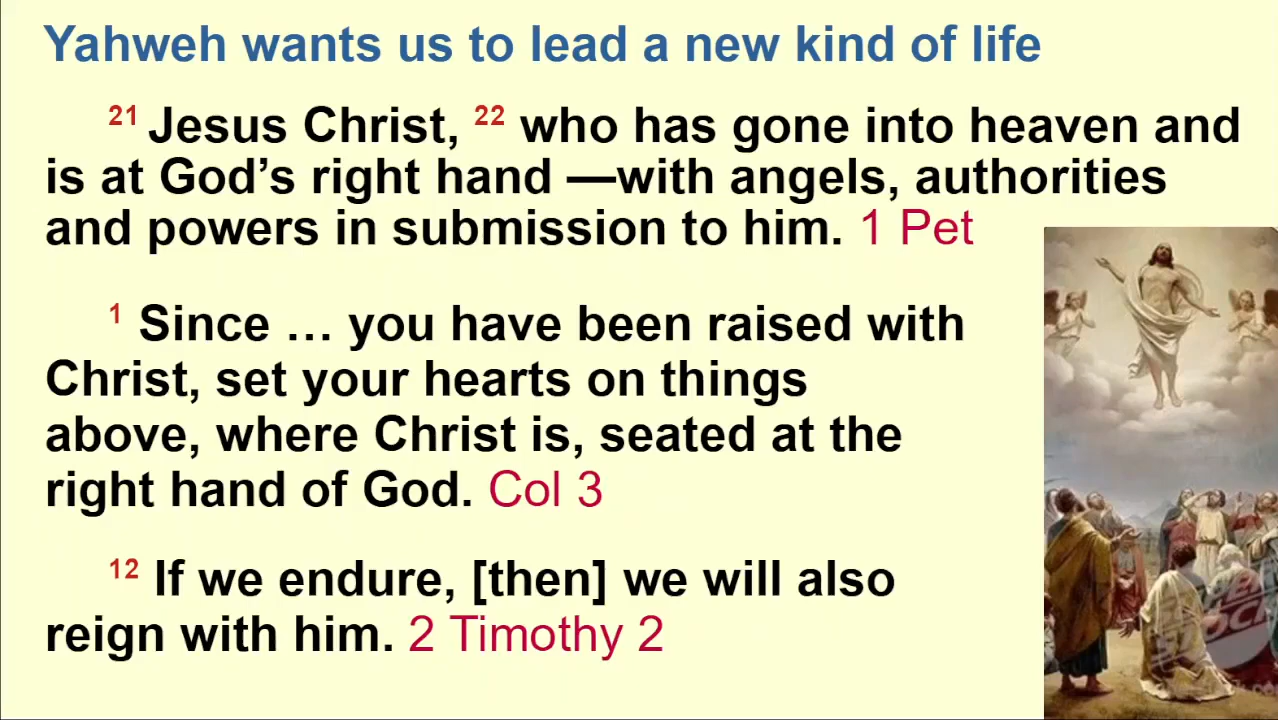 Yahweh wants us to lead a new kind of life
21 Jesus Christ, 22 who has gone into heaven and
is at God’s right hand —with angels, authorities
and powers in submission to him. 1 Pet
1 Since … you have been raised with
Christ, set your hearts on things
above, where Christ is, seated at the
right hand of God. Col 3
12 If we endure, [then] we will also
reign with him. 2 Timothy 2